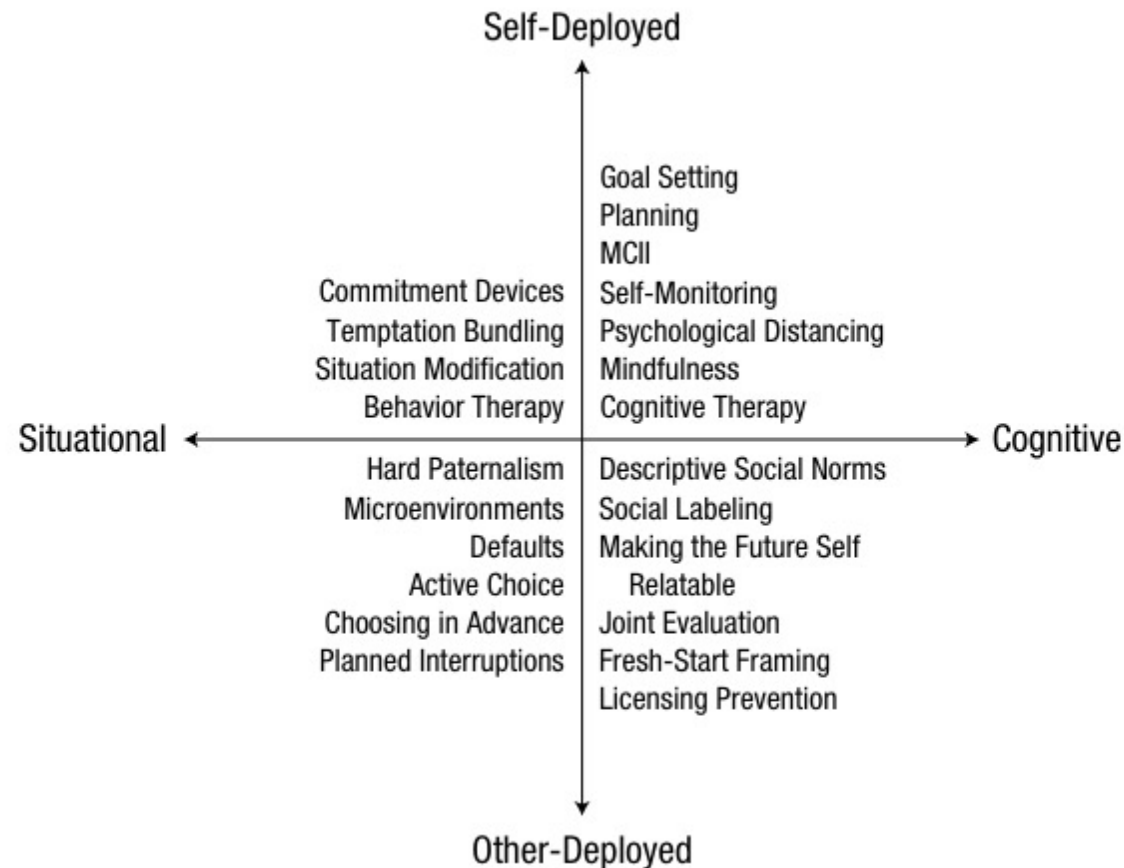 Self-Deployed
Goal Setting
Planning
MCII
Commitment Devices
Self-Monitoring
Temptation Bundling
Psychological Distancing
Situation Modification
Mindfulness
Behavior Therapy
Cognitive Therapy
Situational
Cognitive
Hard Paternalism
Descriptive Social Norms
Microenvironments
Social Labeling
Defaults
Making the Future Self
Active Choice
Relatable
Choosing in Advance
Joint Evaluation
Planned Interruptions
Fresh-Start Framing
Licensing Prevention
Other-Deployed